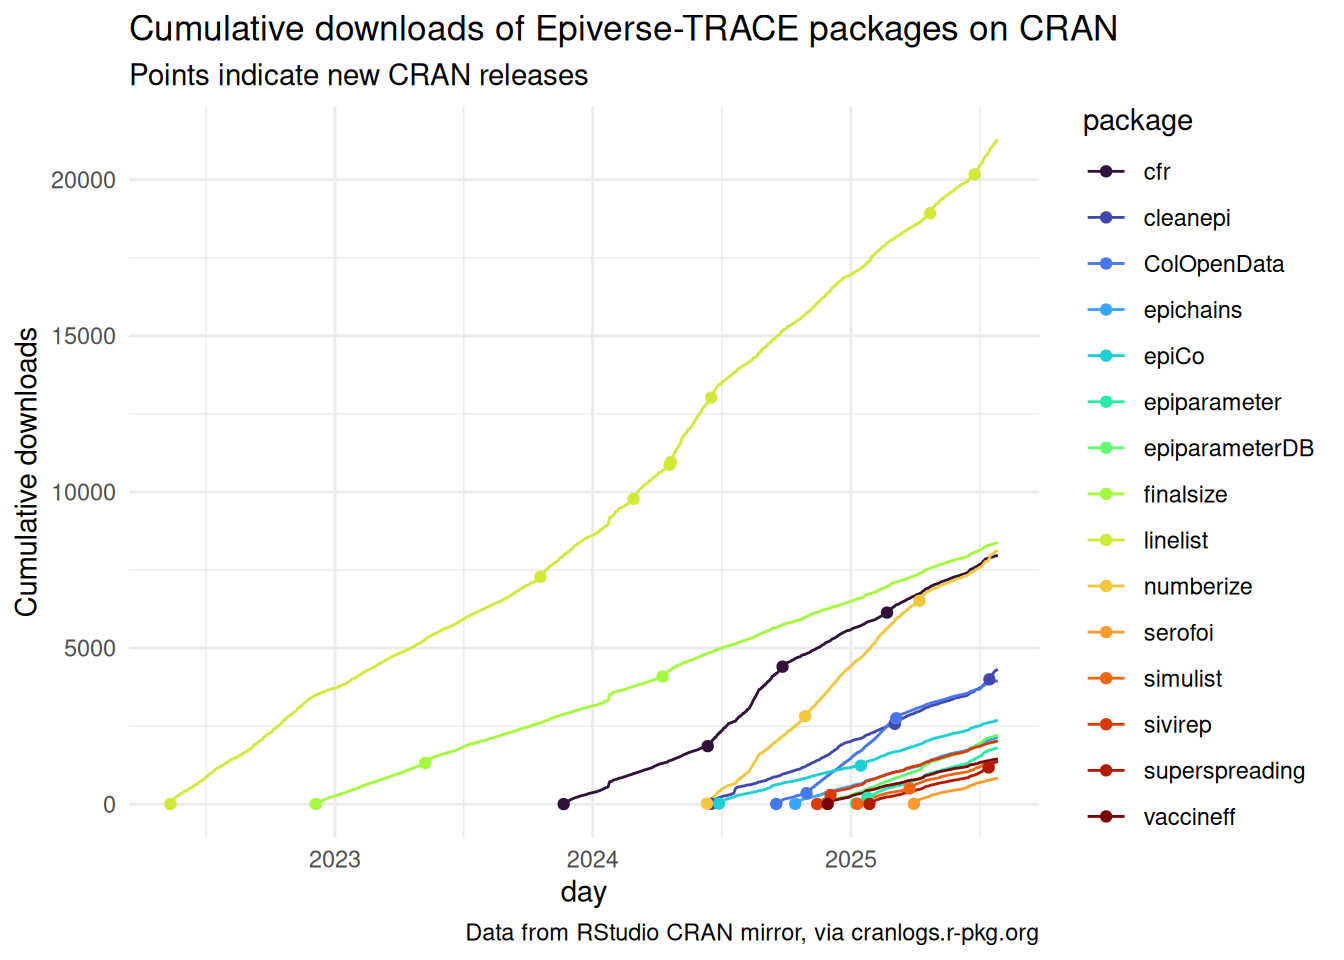 Cumulative downloads of Epiverse-TRACE packages on CRAN
Points indicate new CRAN releases
Cumulative downloads
20000
15000
10000
5000
0
2023
2024
2025
day
package
cfr
cleanepi
ColOpenData
epichains
epiCo
epiparameter
epiparameterDB
finalsize
linelist
numberize
serofoi
simulist
sivirep
superspreading
vaccineff
Data from RStudio CRAN mirror, via cranlogs.r-pkg.org